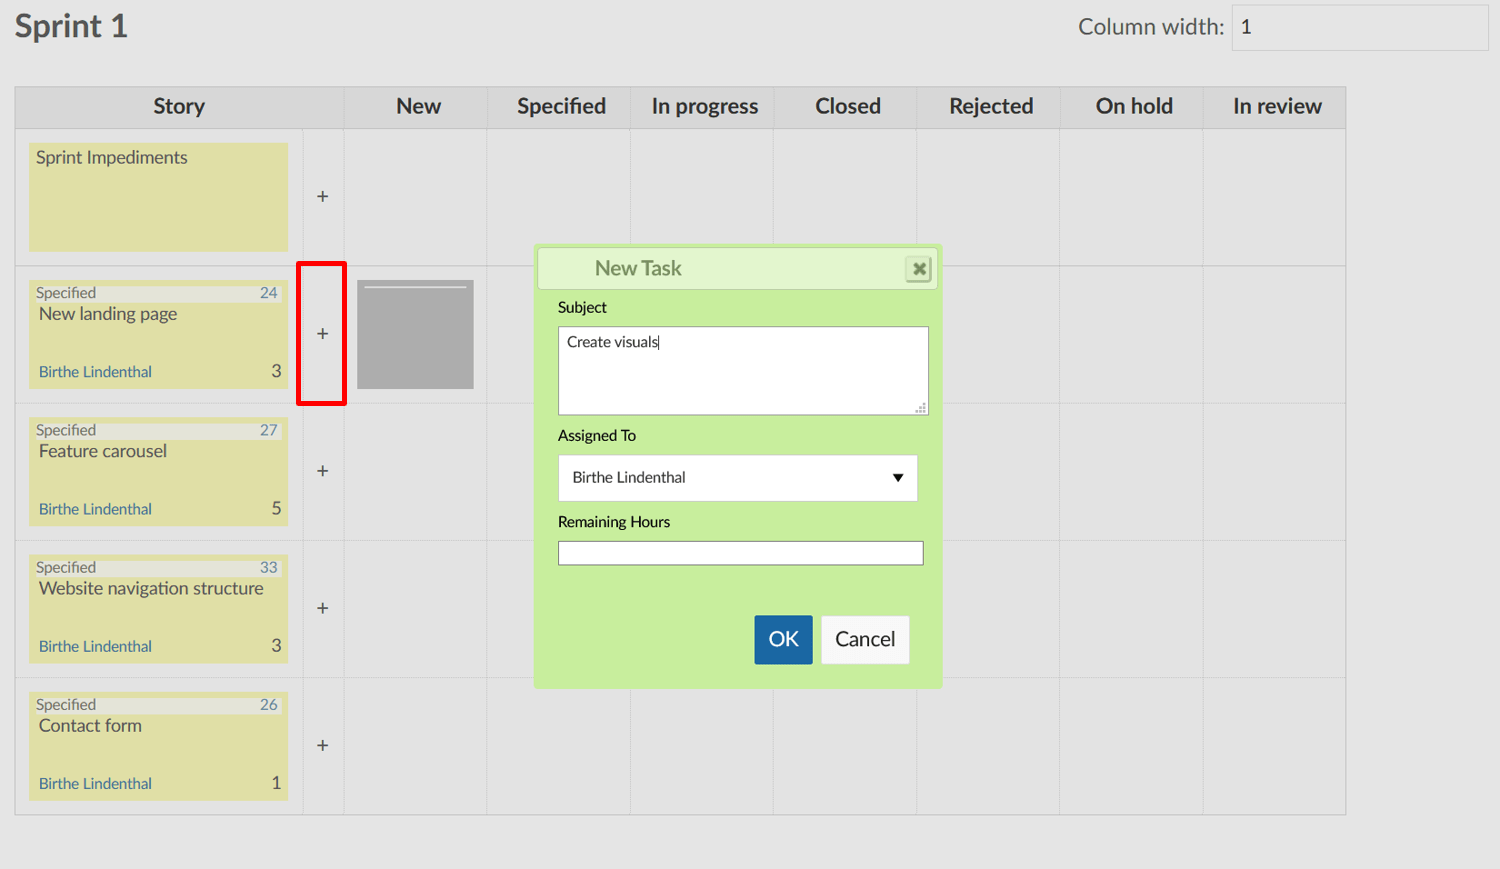 Sprint 1
Column width: 1
Story New Specified In progress Closed Rejected On hold In review
Sprint Impediments
+
Specified 24
New landing page
+
Birthe Lindenthal 3
Specified 27
Feature carousel
+
Birthe Lindenthal 5
Specified 33
Website navigation structure
+
Birthe Lindenthal 3
Specified 26
Contact form
+
Birthe Lindenthal 1
New Task
Subject
Create visuals
Assigned To
Birthe Lindenthal
Remaining Hours
OK Cancel